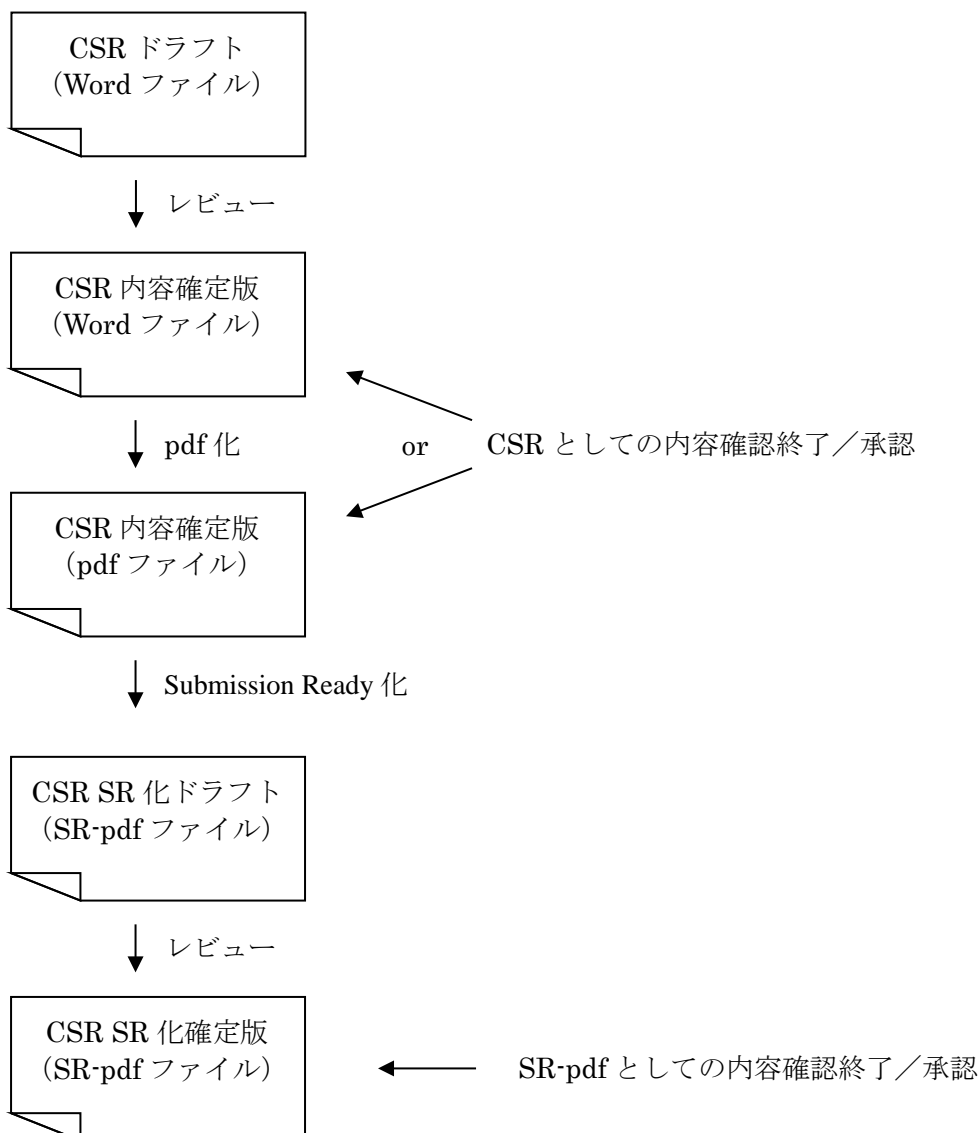 CSR ドラフト
（Word ファイル）
レビュー
CSR 内容確定版
（Word ファイル）
pdf 化
or
CSR としての内容確認終了／承認
CSR 内容確定版
（pdf ファイル）
Submission Ready 化
CSR SR 化ドラフト
（SR-pdf ファイル）
レビュー
CSR SR 化確定版
（SR-pdf ファイル）
SR-pdf としての内容確認終了／承認